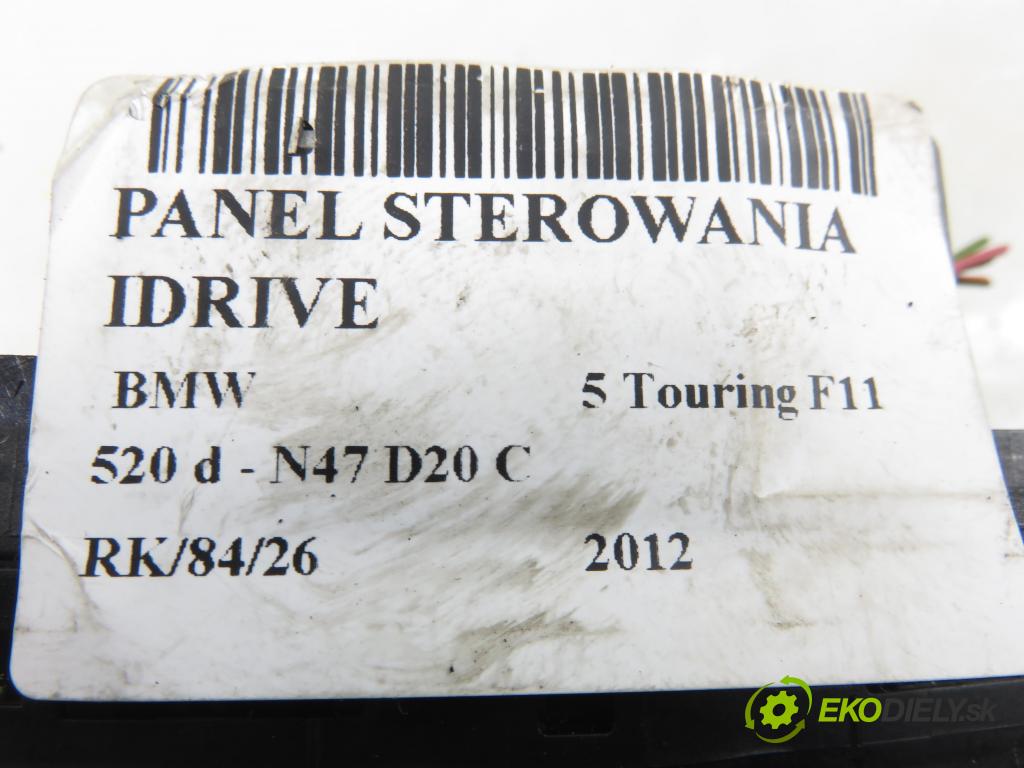 PANEL STEROWANIA
IDRIVE
BMW 5 Touring F11
520 d - N47 D20 C
RK/84/26 2012
EKODIELY.sk